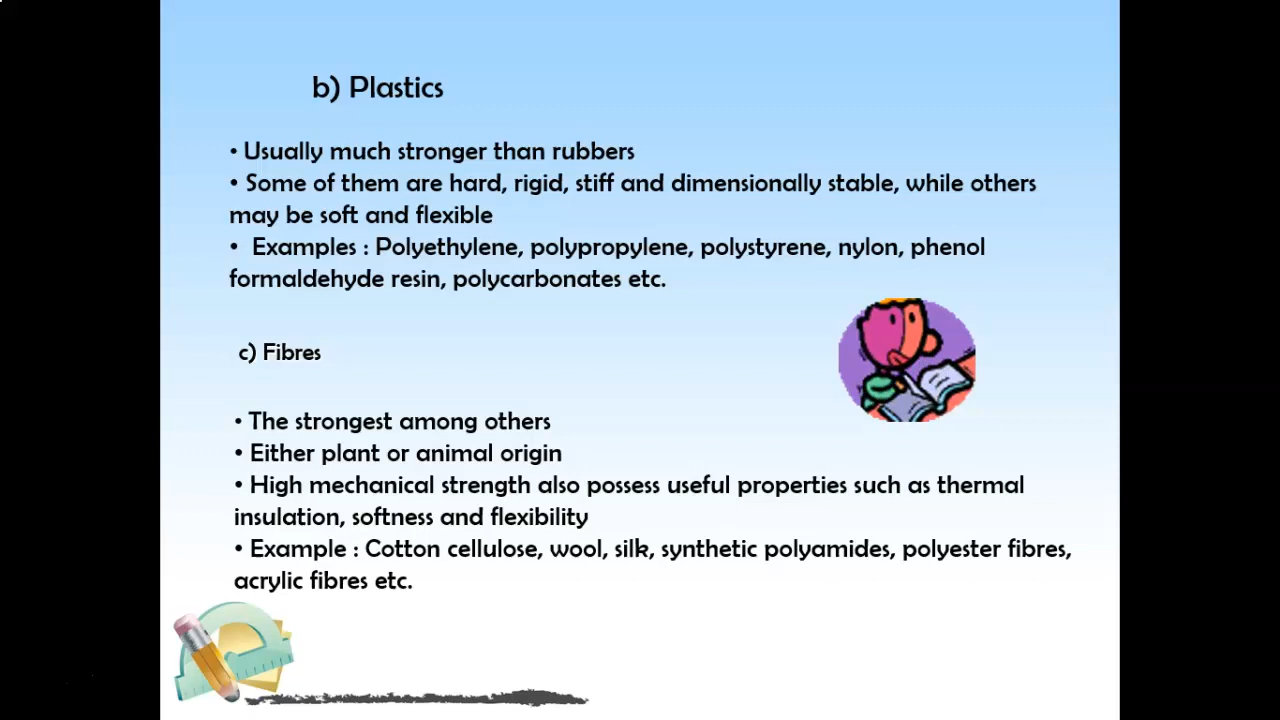 b) Plastics
• Usually much stronger than rubbers
• Some of them are hard, rigid, stiff and dimensionally stable, while others
may be soft and flexible
• Examples : Polyethylene, polypropylene, polystyrene, nylon, phenol
formaldehyde resin, polycarbonates etc.
c) Fibres
• The strongest among others
• Either plant or animal origin
• High mechanical strength also possess useful properties such as thermal
insulation, softness and flexibility
• Example : Cotton cellulose, wool, silk, synthetic polyamides, polyester fibres,
acrylic fibres etc.